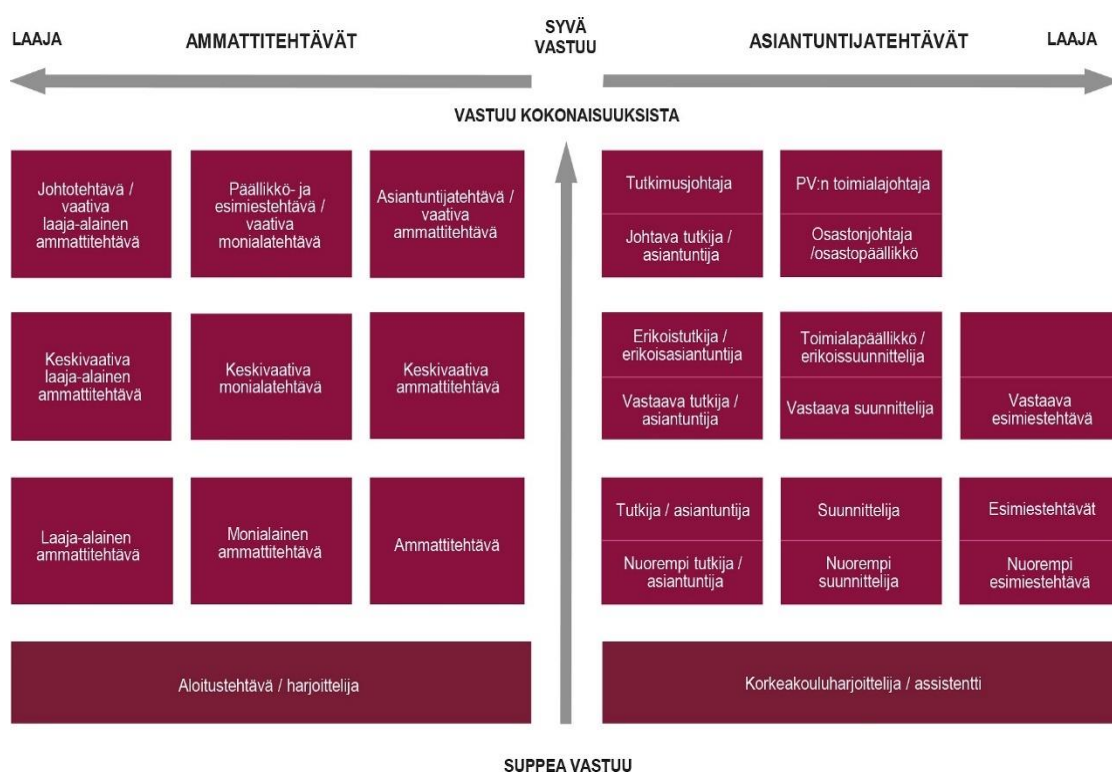 LAAJA
AMMATTITEHTÄVÄT
SYVÄ
VASTUU
ASIANTUNTIJATEHTÄVÄT
LAAJA
VASTUU KOKONAISUUKSISTA
Johtotehtävä /
vaativa
laaja-alainen
ammattitehtävä
Päällikkö- ja
esimiestehtävä /
vaativa
monialatehtävä
Asiantuntijatehtävä /
vaativa
ammattitehtävä
Tutkimusjohtaja
Johtava tutkija /
asiantuntija
PV:n toimialajohtaja
Osastonjohtaja
/osastopäällikkö
Keskivaativa
laaja-alainen
ammattitehtävä
Keskivaativa
monialatehtävä
Keskivaativa
ammattitehtävä
Erikoistutkija /
erikoisasiantuntija
Vastaava tutkija /
asiantuntija
Toimialapäällikkö /
erikoissuunnittelija
Vastaava suunnittelija
Vastaava
esimiestehtävä
Laaja-alainen
ammattitehtävä
Monialainen
ammattitehtävä
Ammattitehtävä
Tutkija / asiantuntija
Nuorempi tutkija /
asiantuntija
Suunnittelija
Nuorempi
suunnittelija
Esimiestehtävät
Nuorempi
esimiestehtävä
Aloitustehtävä / harjoittelija
Korkeakouluharjoittelija / assistentti
SUPPEA VASTUU